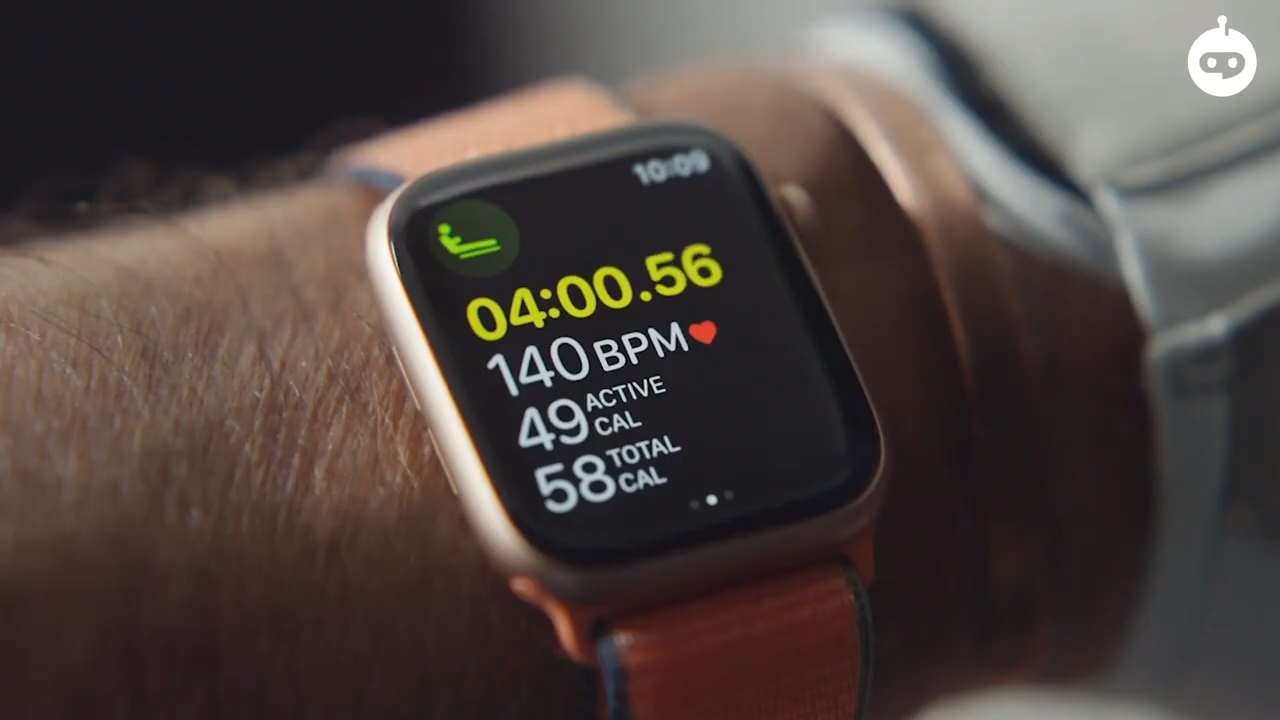 10:09
04:00.56
140 BPM
49 ACTIVE CAL
58 TOTAL CAL